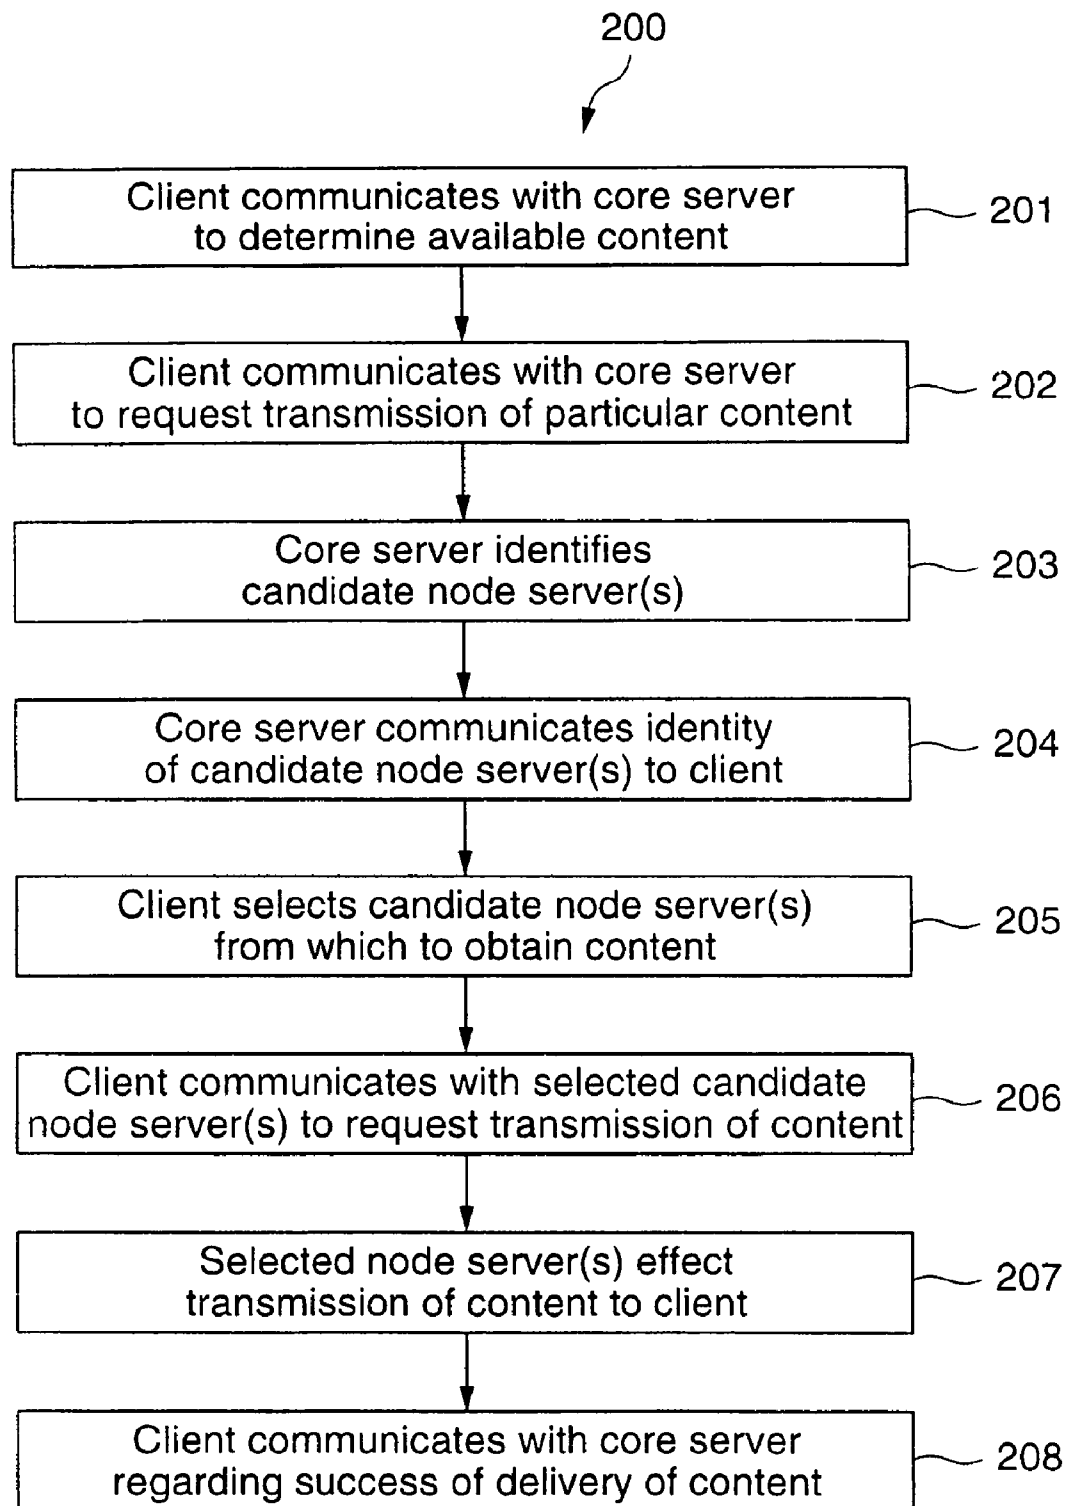 200
Client communicates with core server
to determine available content
201
Client communicates with core server
to request transmission of particular content
202
Core server identifies
candidate node server(s)
203
Core server communicates identity
of candidate node server(s) to client
204
Client selects candidate node server(s)
from which to obtain content
205
Client communicates with selected candidate
node server(s) to request transmission of content
206
Selected node server(s) effect
transmission of content to client
207
Client communicates with core server
regarding success of delivery of content
208